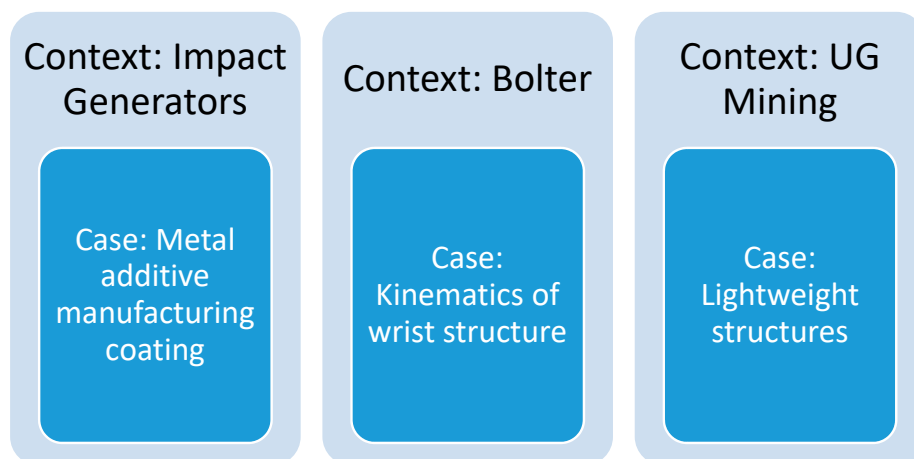 Context: Impact
Generators
Case: Metal
additive
manufacturing
coating
Context: Bolter
Case:
Kinematics of
wrist structure
Context: UG
Mining
Case:
Lightweight
structures